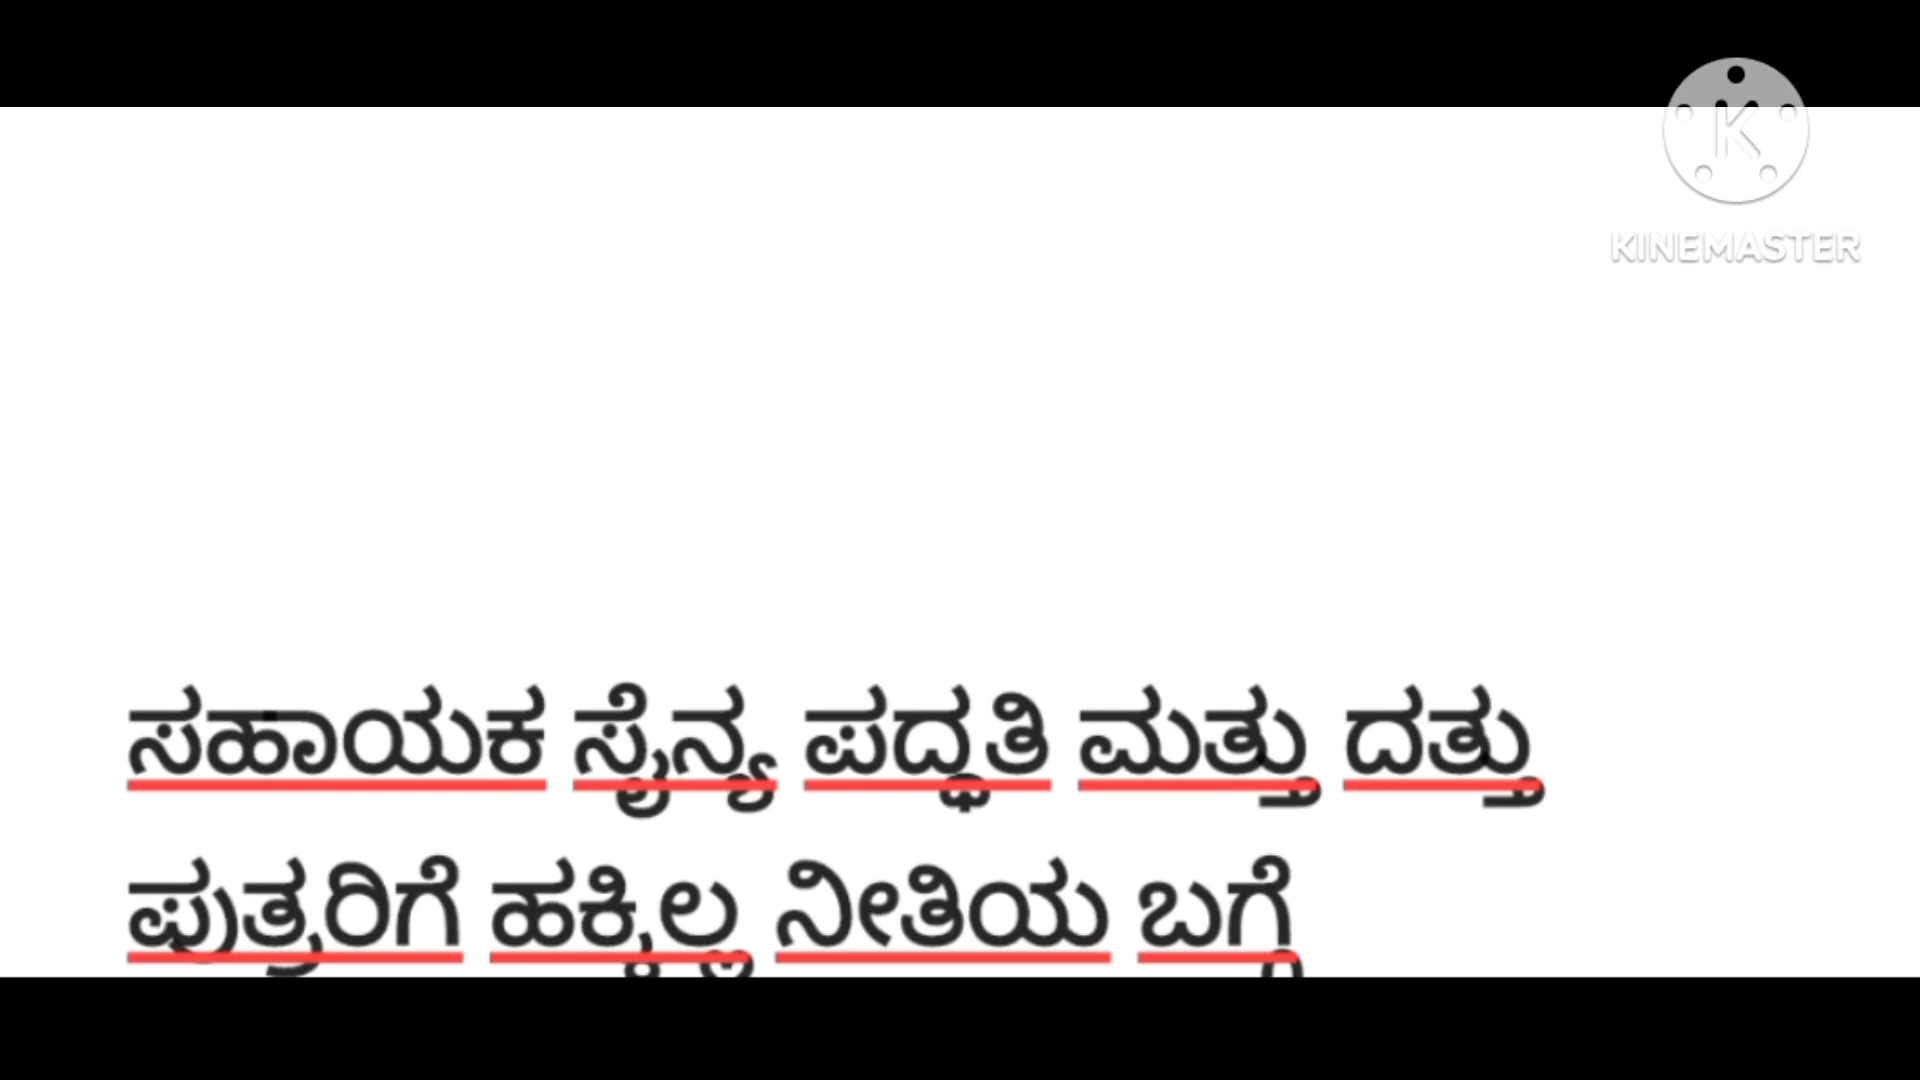 KINEMASTER
ಸಹಾಯಕ ಸೈನ್ಯ ಪದ್ಧತಿ ಮತ್ತು ದತ್ತು
ಪುತ್ರರಿಗೆ ಹಕ್ಕಿಲ್ಲ ನೀತಿಯ ಬಗ್ಗೆ